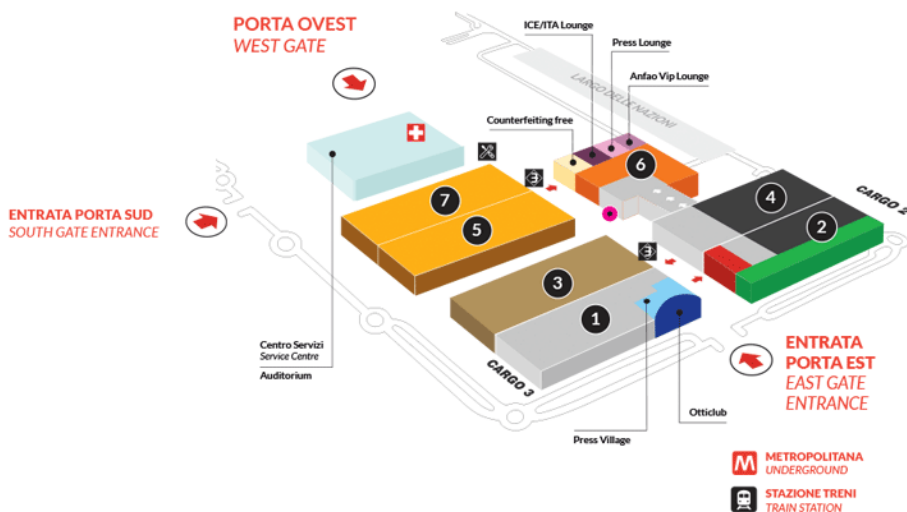 PORTA OVEST
WEST GATE
ICE/ITA Lounge
Press Lounge
Anfao Vip Lounge
LARGO DELLE NAZIONI
Counterfeiting free
6
7
4
CARGO 2
ENTRATA PORTA SUD
SOUTH GATE ENTRANCE
5
2
3
1
Centro Servizi
Service Centre
Auditorium
CARGO 3
ENTRATA
PORTA EST
EAST GATE
ENTRANCE
Otticlub
Press Village
M
METROPOLITANA
UNDERGROUND
STAZIONE TRENI
TRAIN STATION